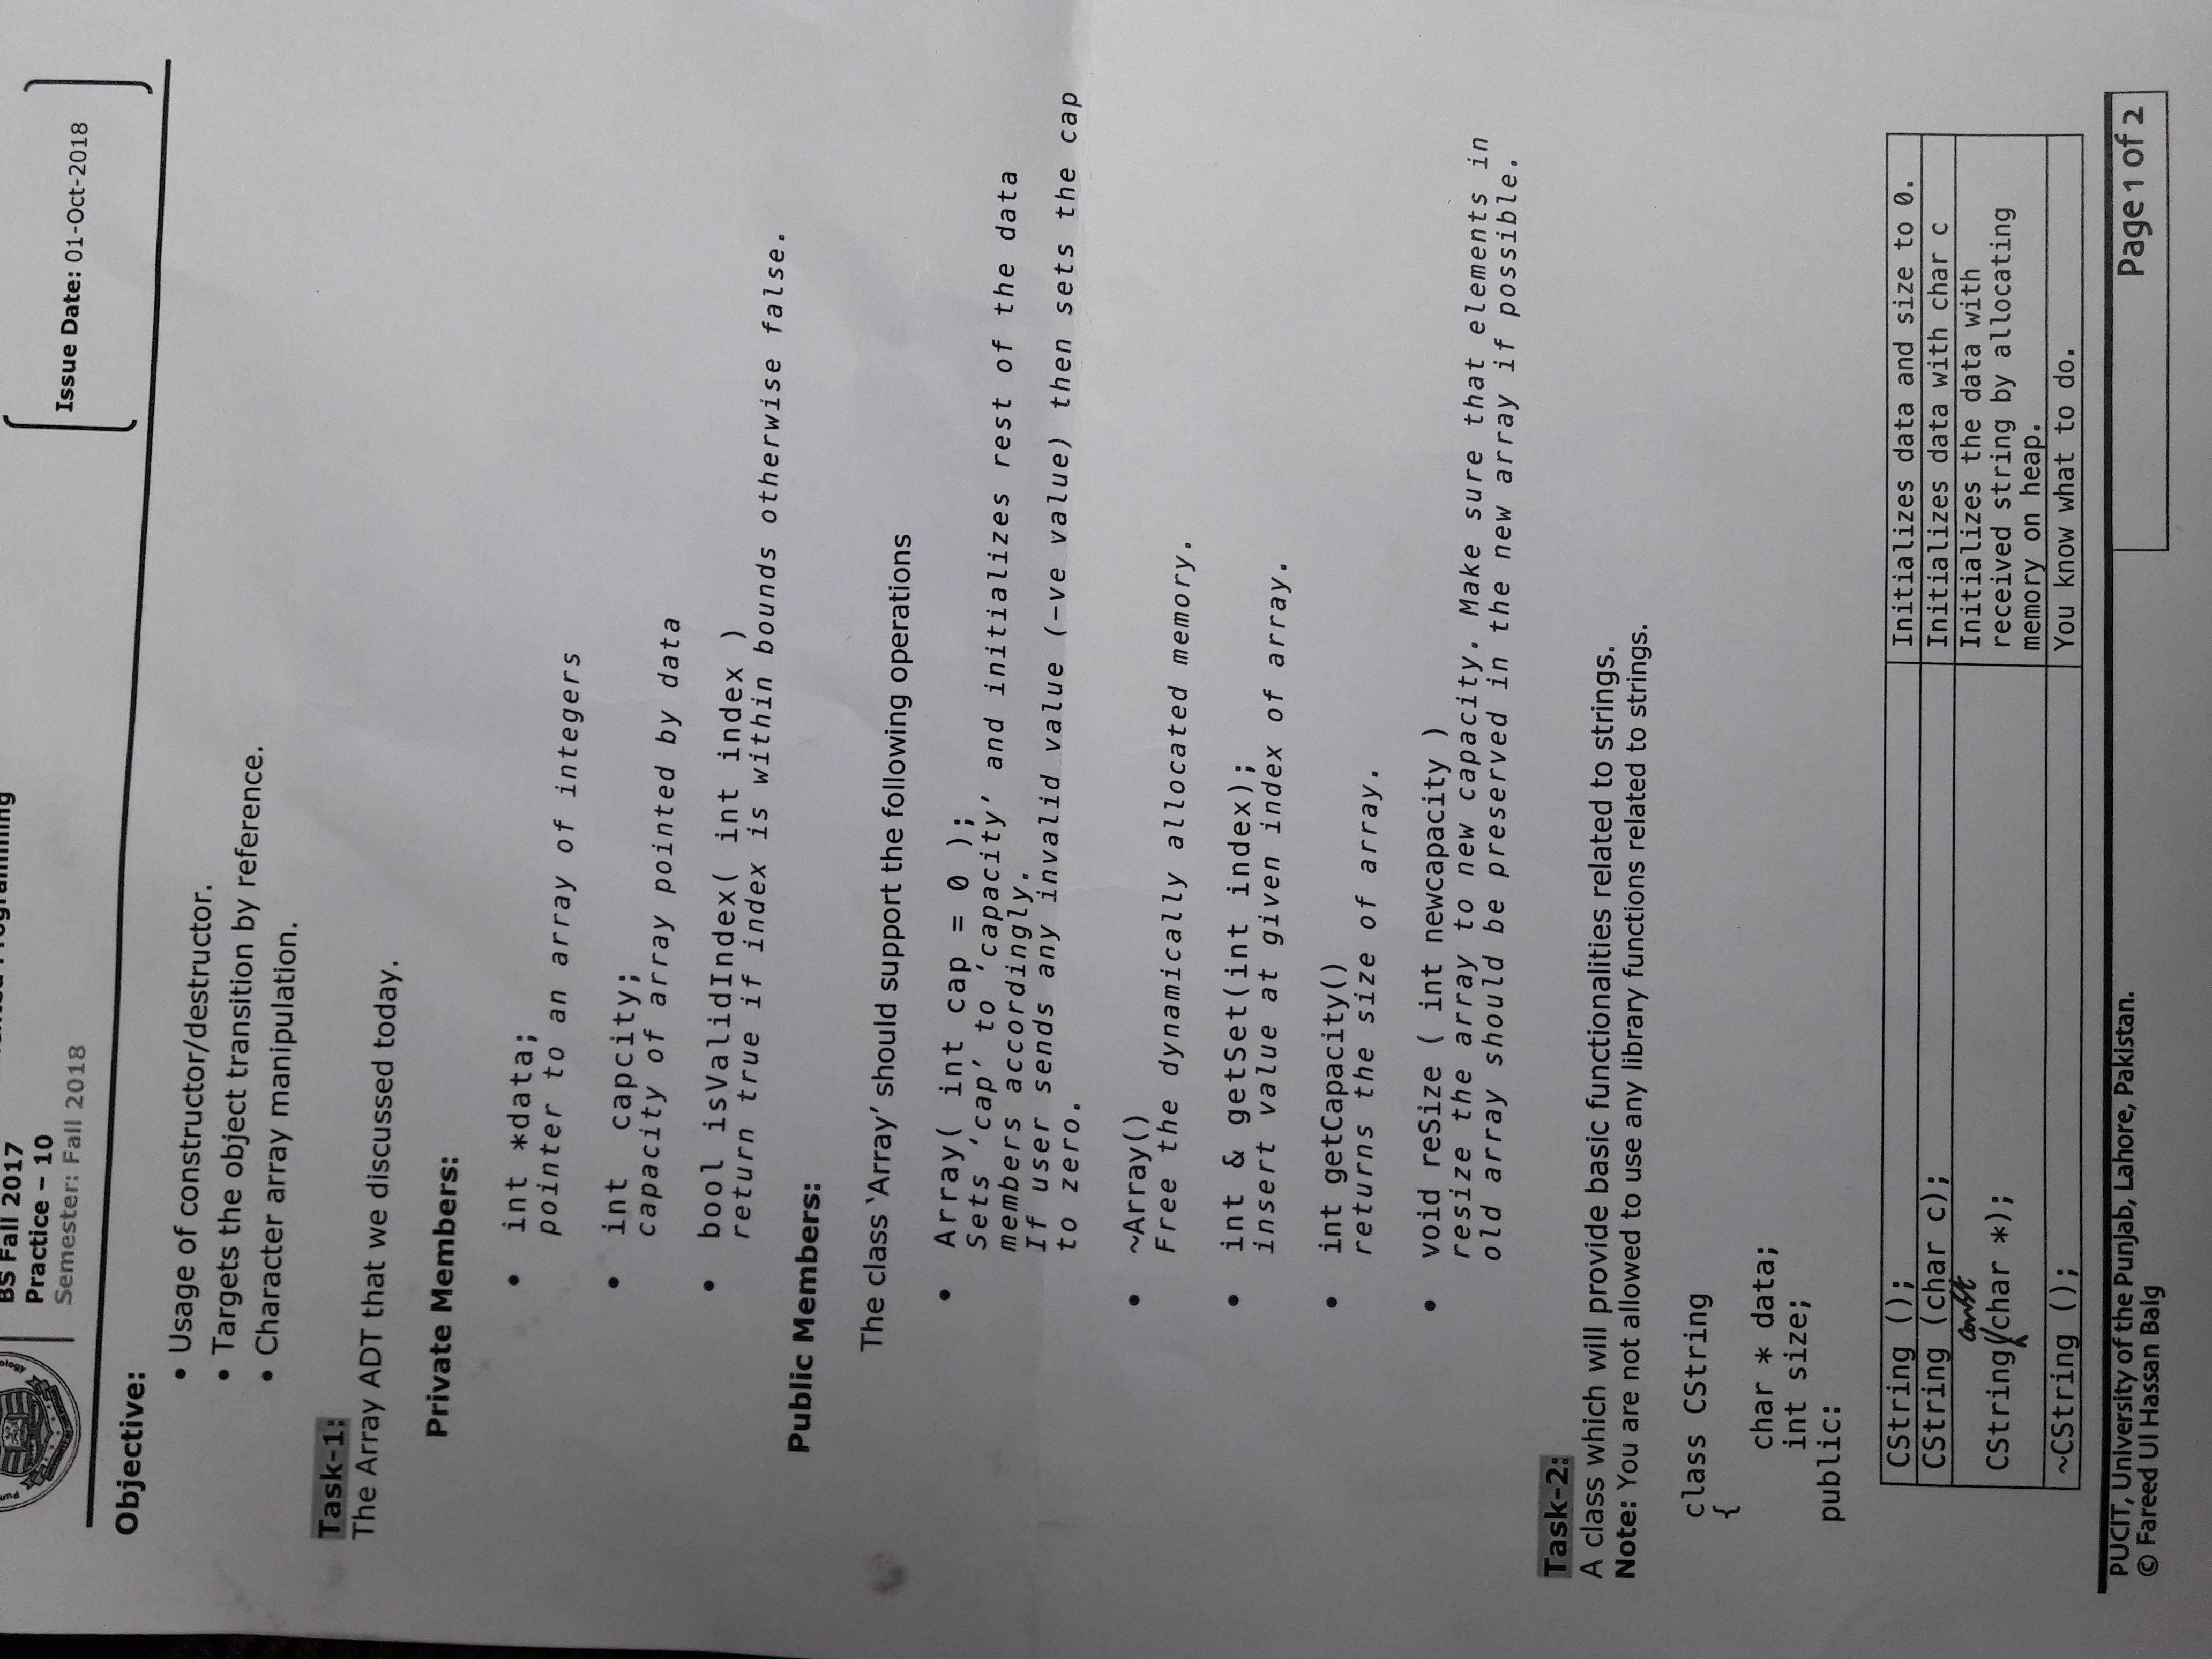 Programming
BS Fall 2017
Practice – 10
Semester: Fall 2018
Issue Date: 01-Oct-2018
Objective:
• Usage of constructor/destructor.
• Targets the object transition by reference.
• Character array manipulation.
Task-1:
The Array ADT that we discussed today.
Private Members:
• int *data;
pointer to an array of integers
• int capcity;
capacity of array pointed by data
• bool isValidIndex( int index )
return true if index is within bounds otherwise false.
Public Members:
The class ‘Array’ should support the following operations
• Array( int cap = 0 );
Sets ‘cap’ to ‘capacity’ and initializes rest of the data
members accordingly.
If user sends any invalid value (-ve value) then sets the cap
to zero.
• ~Array()
Free the dynamically allocated memory.
• int & getSet(int index);
insert value at given index of array.
• int getCapacity()
returns the size of array.
• void reSize ( int newcapacity )
resize the array to new capacity. Make sure that elements in
old array should be preserved in the new array if possible.
Task-2:
A class which will provide basic functionalities related to strings.
Note: You are not allowed to use any library functions related to strings.
class CString
{
char * data;
int size;
public:
CString ();
Initializes data and size to 0.
CString (char c);
Initializes data with char c
const
CString(char *);
Initializes the data with
received string by allocating
memory on heap.
~CString ();
You know what to do.
PUCIT, University of the Punjab, Lahore, Pakistan.
© Fareed Ul Hassan Baig
Page 1 of 2